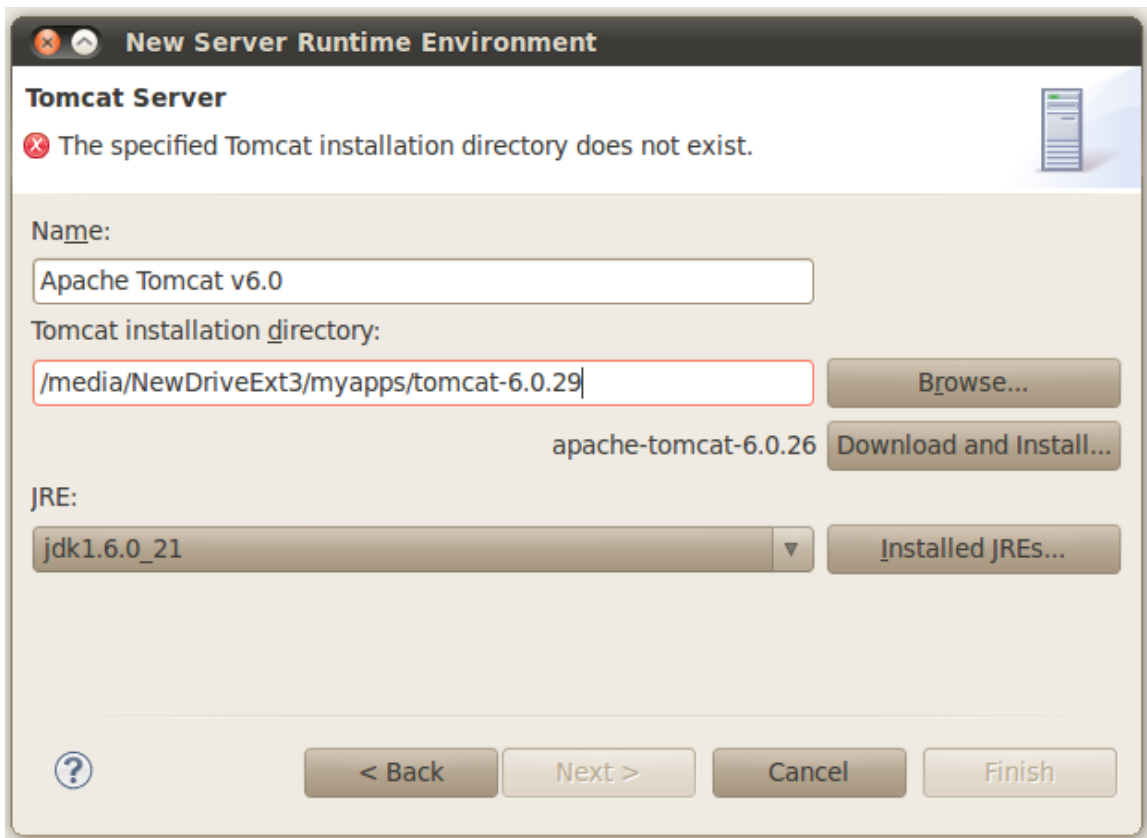 New Server Runtime Environment
Tomcat Server
The specified Tomcat installation directory does not exist.
Name:
Apache Tomcat v6.0
Tomcat installation directory:
/media/NewDriveExt3/myapps/tomcat-6.0.29
Browse...
apache-tomcat-6.0.26
Download and Install...
JRE:
jdk1.6.0_21
Installed JREs...
?
< Back
Next >
Cancel
Finish